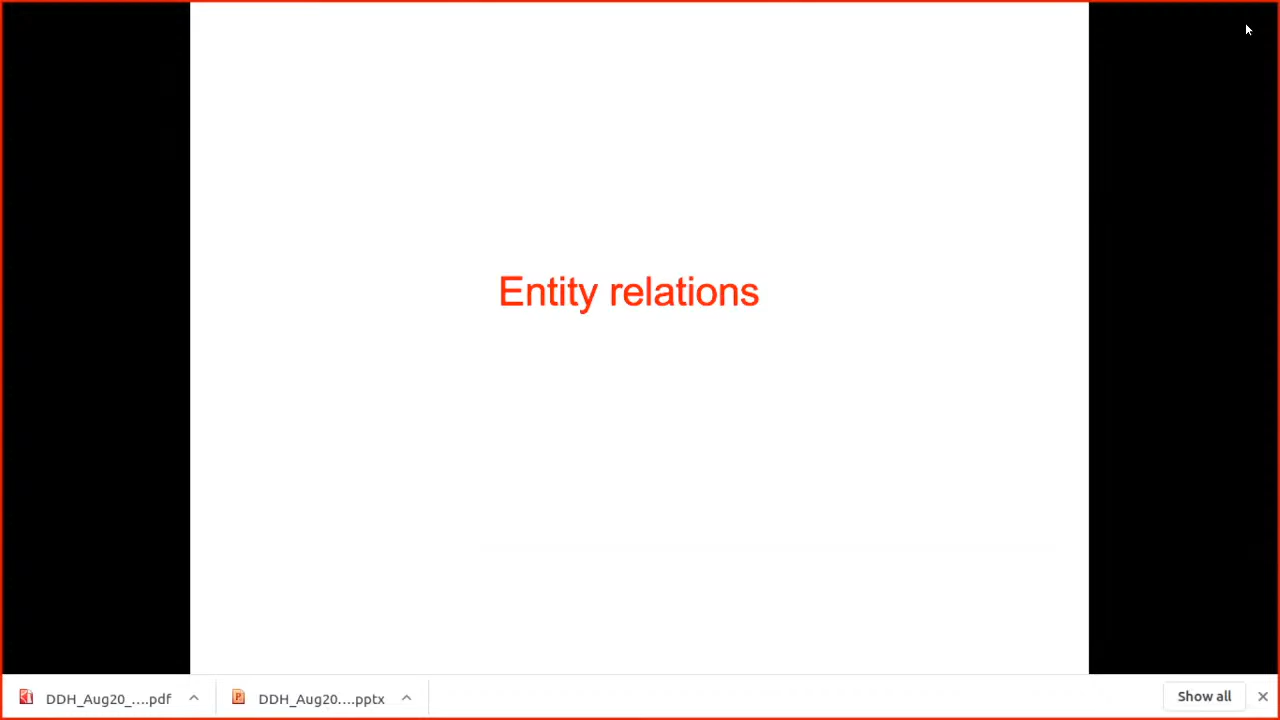 Entity relations
DDH_Aug20_....pdf
DDH_Aug20....pptx
Show all